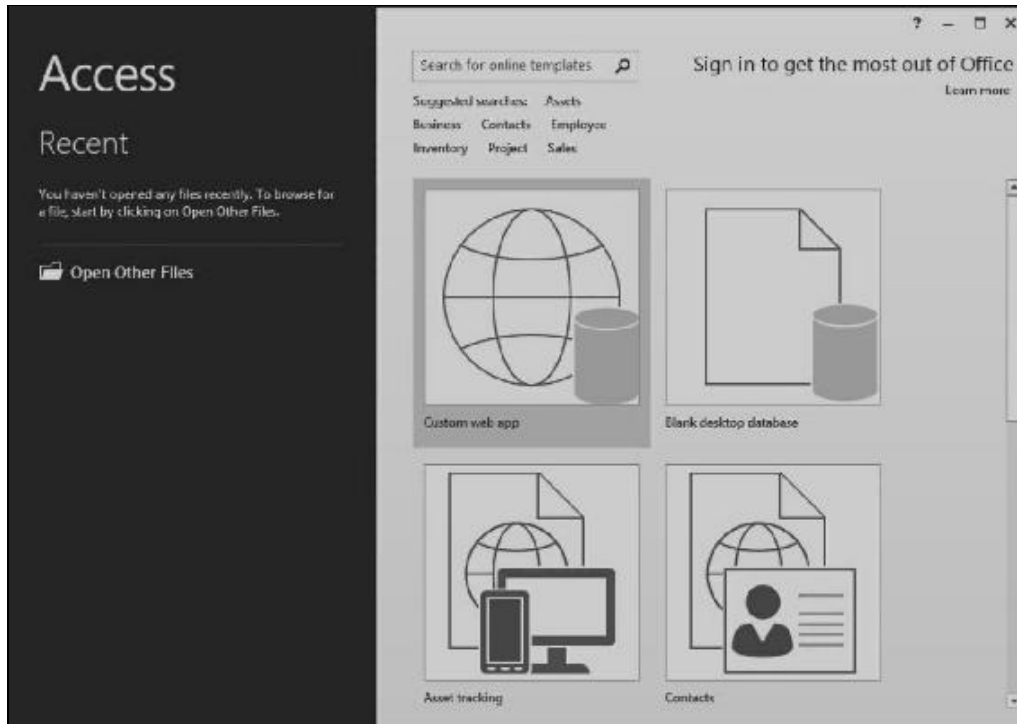 ?
Access
Recent
You haven't opened any files recently. To browse for
a file, start by clicking on Open Other Files.
Open Other Files
Search for online templates
Sign in to get the most out of Office
Learn more
Suggested searches: Assets
Business Contacts Employee
Inventory Project Sales
Custom web app
Blank desktop database
Asset tracking
Contacts